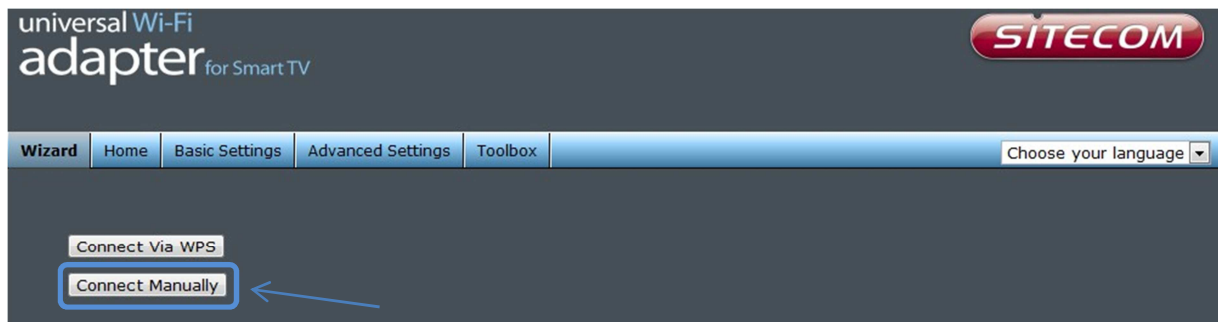 universal Wi-Fi
adapter for Smart TV
SITECOM
Wizard Home Basic Settings Advanced Settings Toolbox Choose your language
Connect Via WPS
Connect Manually